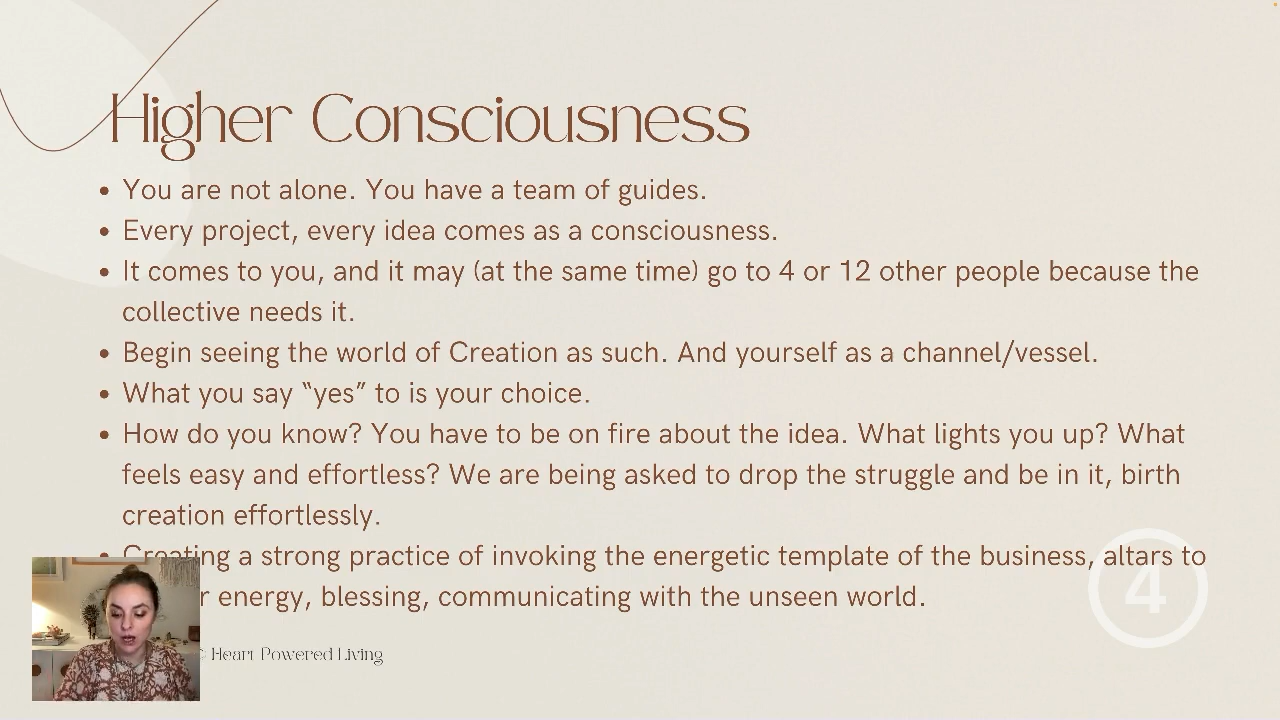 Higher Consciousness
• You are not alone. You have a team of guides.
• Every project, every idea comes as a consciousness.
• It comes to you, and it may (at the same time) go to 4 or 12 other people because the
collective needs it.
• Begin seeing the world of Creation as such. And yourself as a channel/vessel.
• What you say “yes” to is your choice.
• How do you know? You have to be on fire about the idea. What lights you up? What
feels easy and effortless? We are being asked to drop the struggle and be in it, birth
creation effortlessly.
• Creating a strong practice of invoking the energetic template of the business, altars to
energy, blessing, communicating with the unseen world.
© Heart Powered Living
4